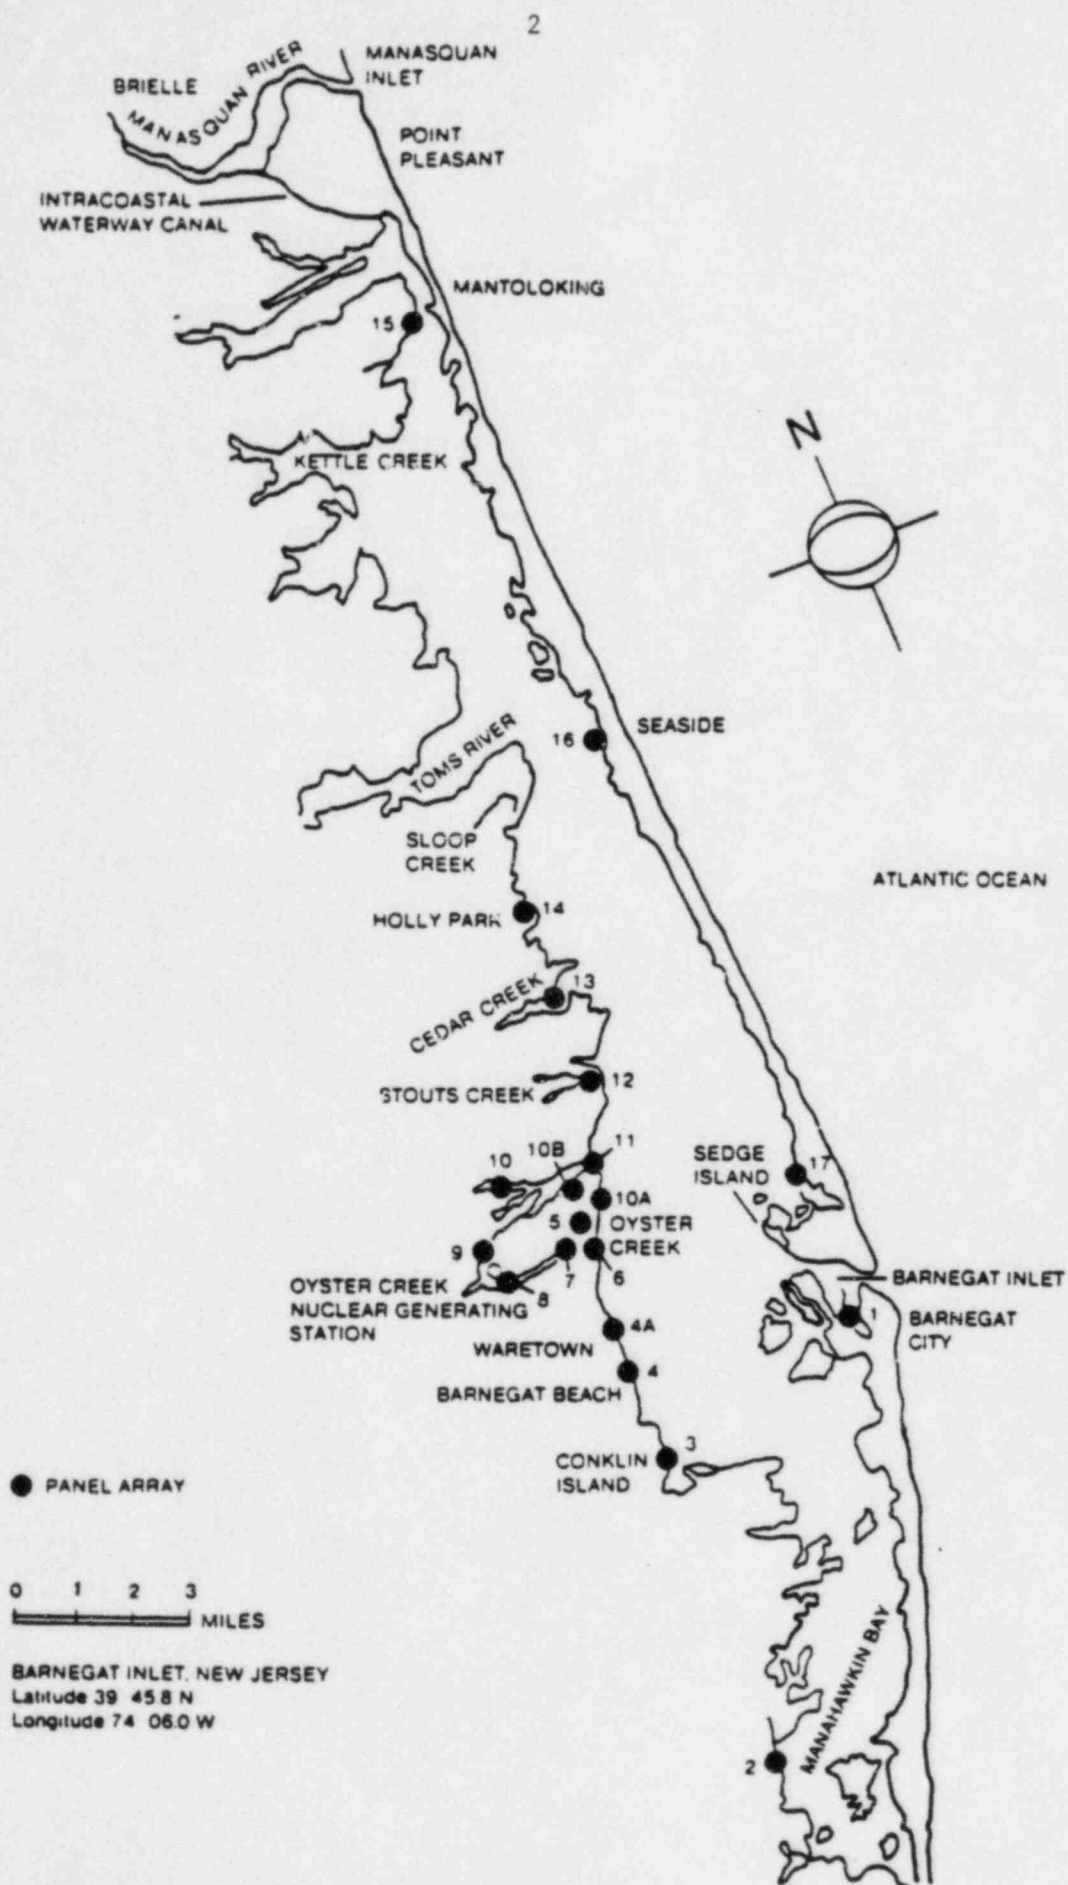 2
MANASQUAN
INLET
BRIELLE
MANASQUAN RIVER
POINT
PLEASANT
INTRACOASTAL
WATERWAY CANAL
MANTOLOKING
15
N
KETTLE CREEK
SEASIDE
16
TOMS RIVER
SLOOP
CREEK
ATLANTIC OCEAN
HOLLY PARK
14
13
CEDAR CREEK
12
STOUTS CREEK
11
10B
10
SEDGE
ISLAND
17
10A
5
OYSTER
CREEK
9
7
6
8
OYSTER CREEK
NUCLEAR GENERATING
STATION
BARNEGAT INLET
1
BARNEGAT
CITY
4A
WARETOWN
4
BARNEGAT BEACH
3
CONKLIN
ISLAND
PANEL ARRAY
0 1 2 3
MILES
BARNEGAT INLET, NEW JERSEY
Latitude 39 45.8 N
Longitude 74 06.0 W
MANAHAWKIN BAY
2